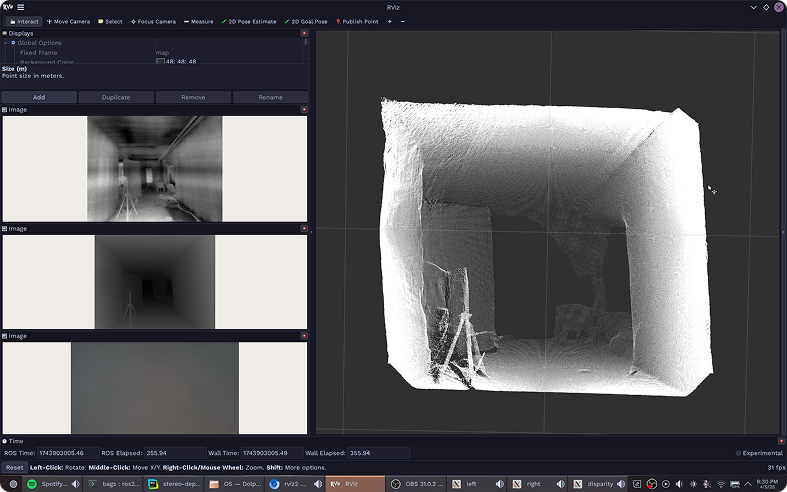 RViz
Interact Move Camera Select Focus Camera Measure 2D Pose Estimate 2D Goal Pose Publish Point
Displays
Global Options
Fixed Frame map
Background Color 48; 48; 48
Size (m)
Point size in meters.
Add Duplicate Remove Rename
Image
Image
Image
Time
ROS Time: 1743903005.46 ROS Elapsed: 355.94 Wall Time: 1743903005.49 Wall Elapsed: 355.94 Experimental
Reset Left-Click: Rotate. Middle-Click: Move X/Y. Right-Click/Mouse Wheel: Zoom. Shift: More options. 31 fps
Spotify... bags : ros2... stereo-dep... OS — Dolp... rviz2 ... RViz OBS 31.0.2 ... left right disparity 9:30 PM
4/5/25